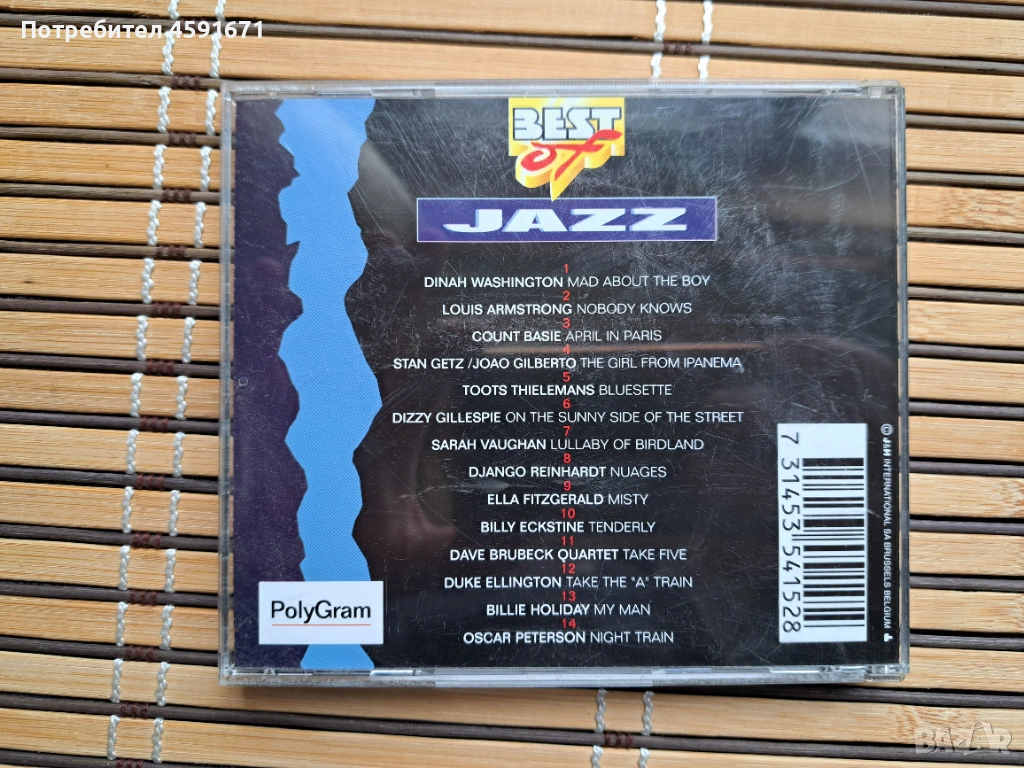 Потребител 4591671
BEST
of
JAZZ
1
DINAH WASHINGTON MAD ABOUT THE BOY
2
LOUIS ARMSTRONG NOBODY KNOWS
3
COUNT BASIE APRIL IN PARIS
4
STAN GETZ/JOAO GILBERTO THE GIRL FROM IPANEMA
5
TOOTS THIELEMANS BLUESETTE
6
DIZZY GILLESPIE ON THE SUNNY SIDE OF THE STREET
7
SARAH VAUGHAN LULLABY OF BIRDLAND
8
DJANGO REINHARDT NUAGES
9
ELLA FITZGERALD MISTY
10
BILLY ECKSTINE TENDERLY
11
DAVE BRUBECK QUARTET TAKE FIVE
12
DUKE ELLINGTON TAKE THE "A" TRAIN
13
BILLIE HOLIDAY MY MAN
14
OSCAR PETERSON NIGHT TRAIN
PolyGram
7 31453 541528
© J&H INTERNATIONAL SA BRUSSELS BELGIUM
BAZAR